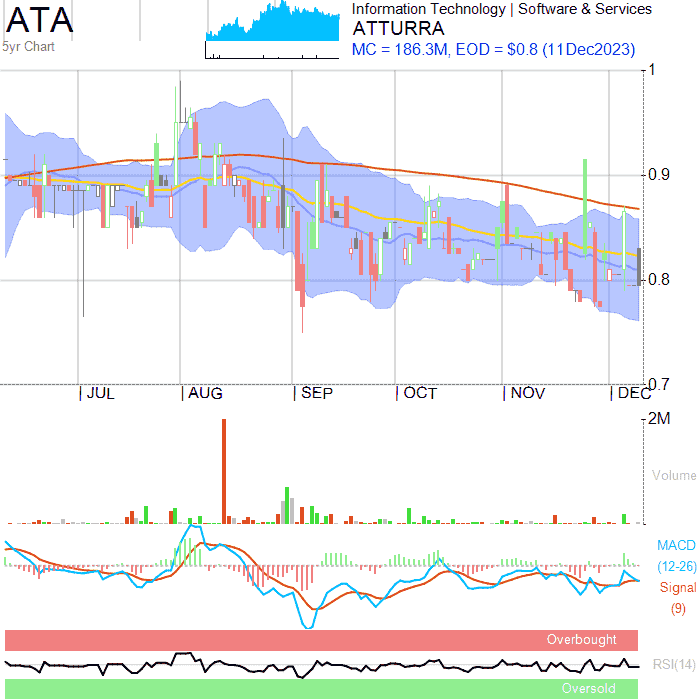 ATA
5yr Chart
Information Technology | Software & Services
ATTURRA
MC = 186.3M, EOD = $0.8 (11Dec2023)
1
0.9
0.8
0.7
JUL
AUG
SEP
OCT
NOV
DEC
2M
Volume
MACD
(12-26)
Signal
(9)
Overbought
RSI(14)
Oversold